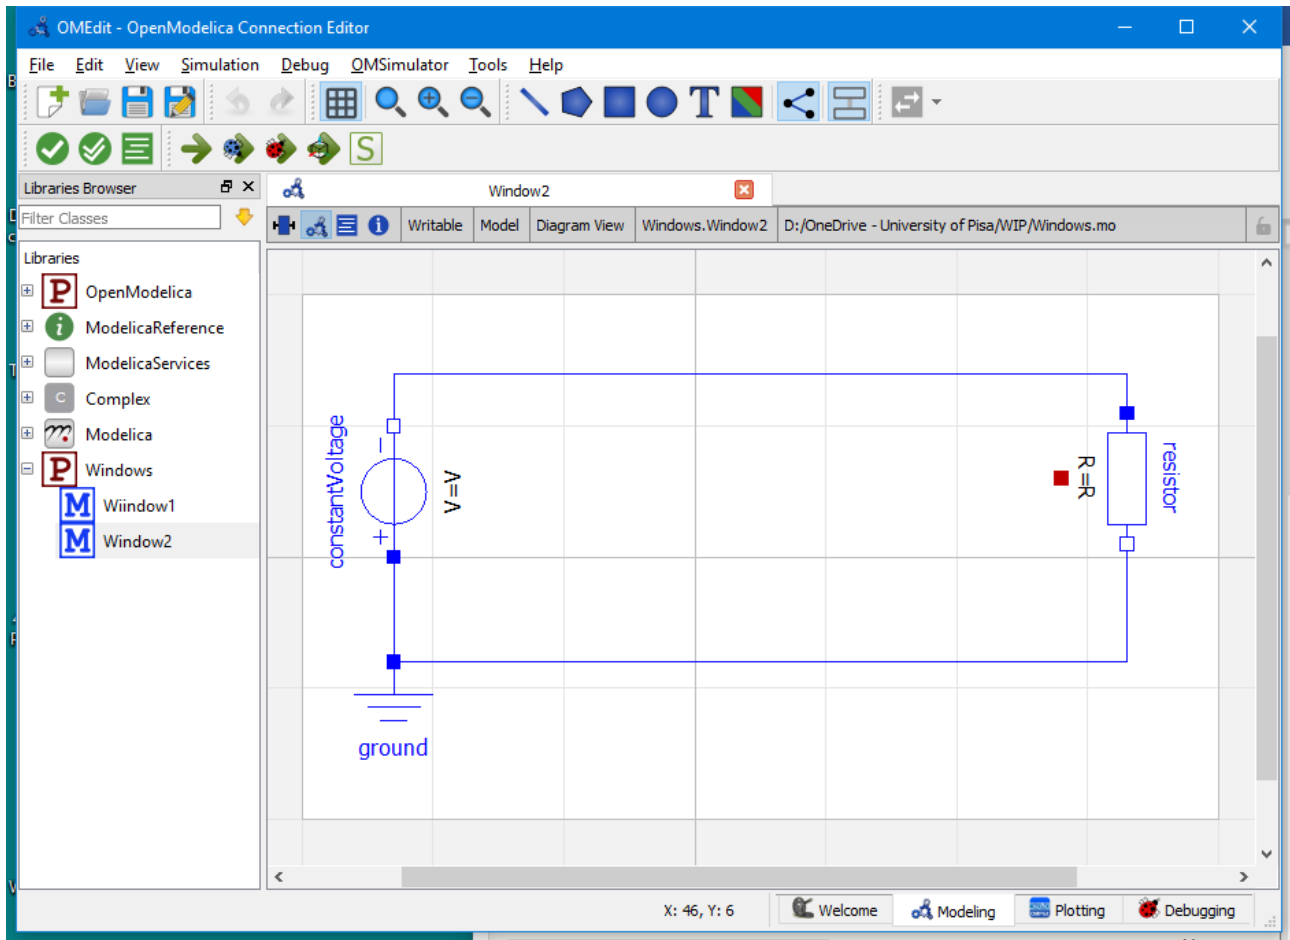 OMEdit - OpenModelica Connection Editor
File Edit View Simulation Debug OMSimulator Tools Help
T
S
Libraries Browser
Window2
Filter Classes
Writable Model Diagram View Windows.Window2 D:/OneDrive - University of Pisa/WIP/Windows.mo
Libraries
P OpenModelica
i ModelicaReference
ModelicaServices
C Complex
m Modelica
P Windows
M Wiindow1
M Window2
constantVoltage
−
+
V=V
R=R
resistor
ground
X: 46, Y: 6
Welcome Modeling Plotting Debugging